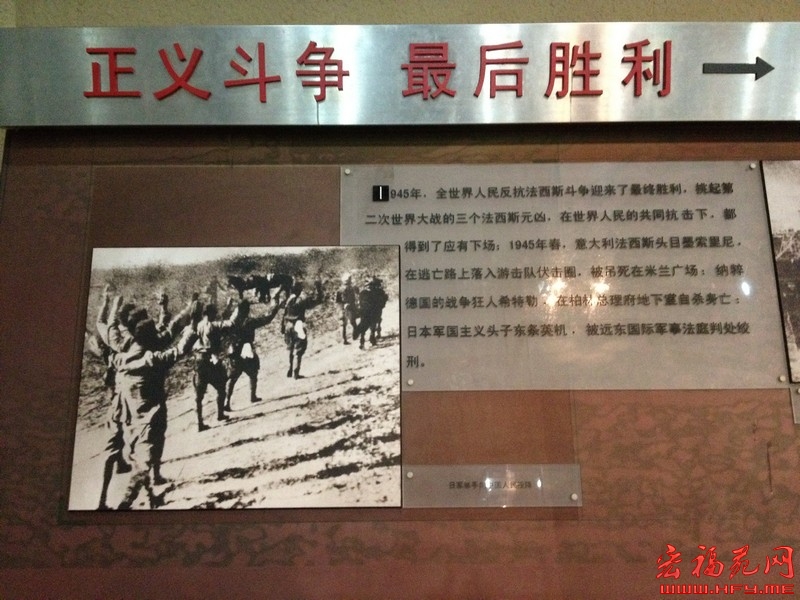 正义斗争 最后胜利
1945年，全世界人民反抗法西斯斗争迎来了最终胜利，挑起第
二次世界大战的三个法西斯元凶，在世界人民的共同抗击下，都
得到了应有下场：1945年春，意大利法西斯头目墨索里尼，
在逃亡路上落入游击队伏击圈，被吊死在米兰广场；纳粹
德国的战争狂人希特勒，在柏林总理府地下室自杀身亡；
日本军国主义头子东条英机，被远东国际军事法庭判处绞
刑。
宏福苑网
WWW.HFY.ME